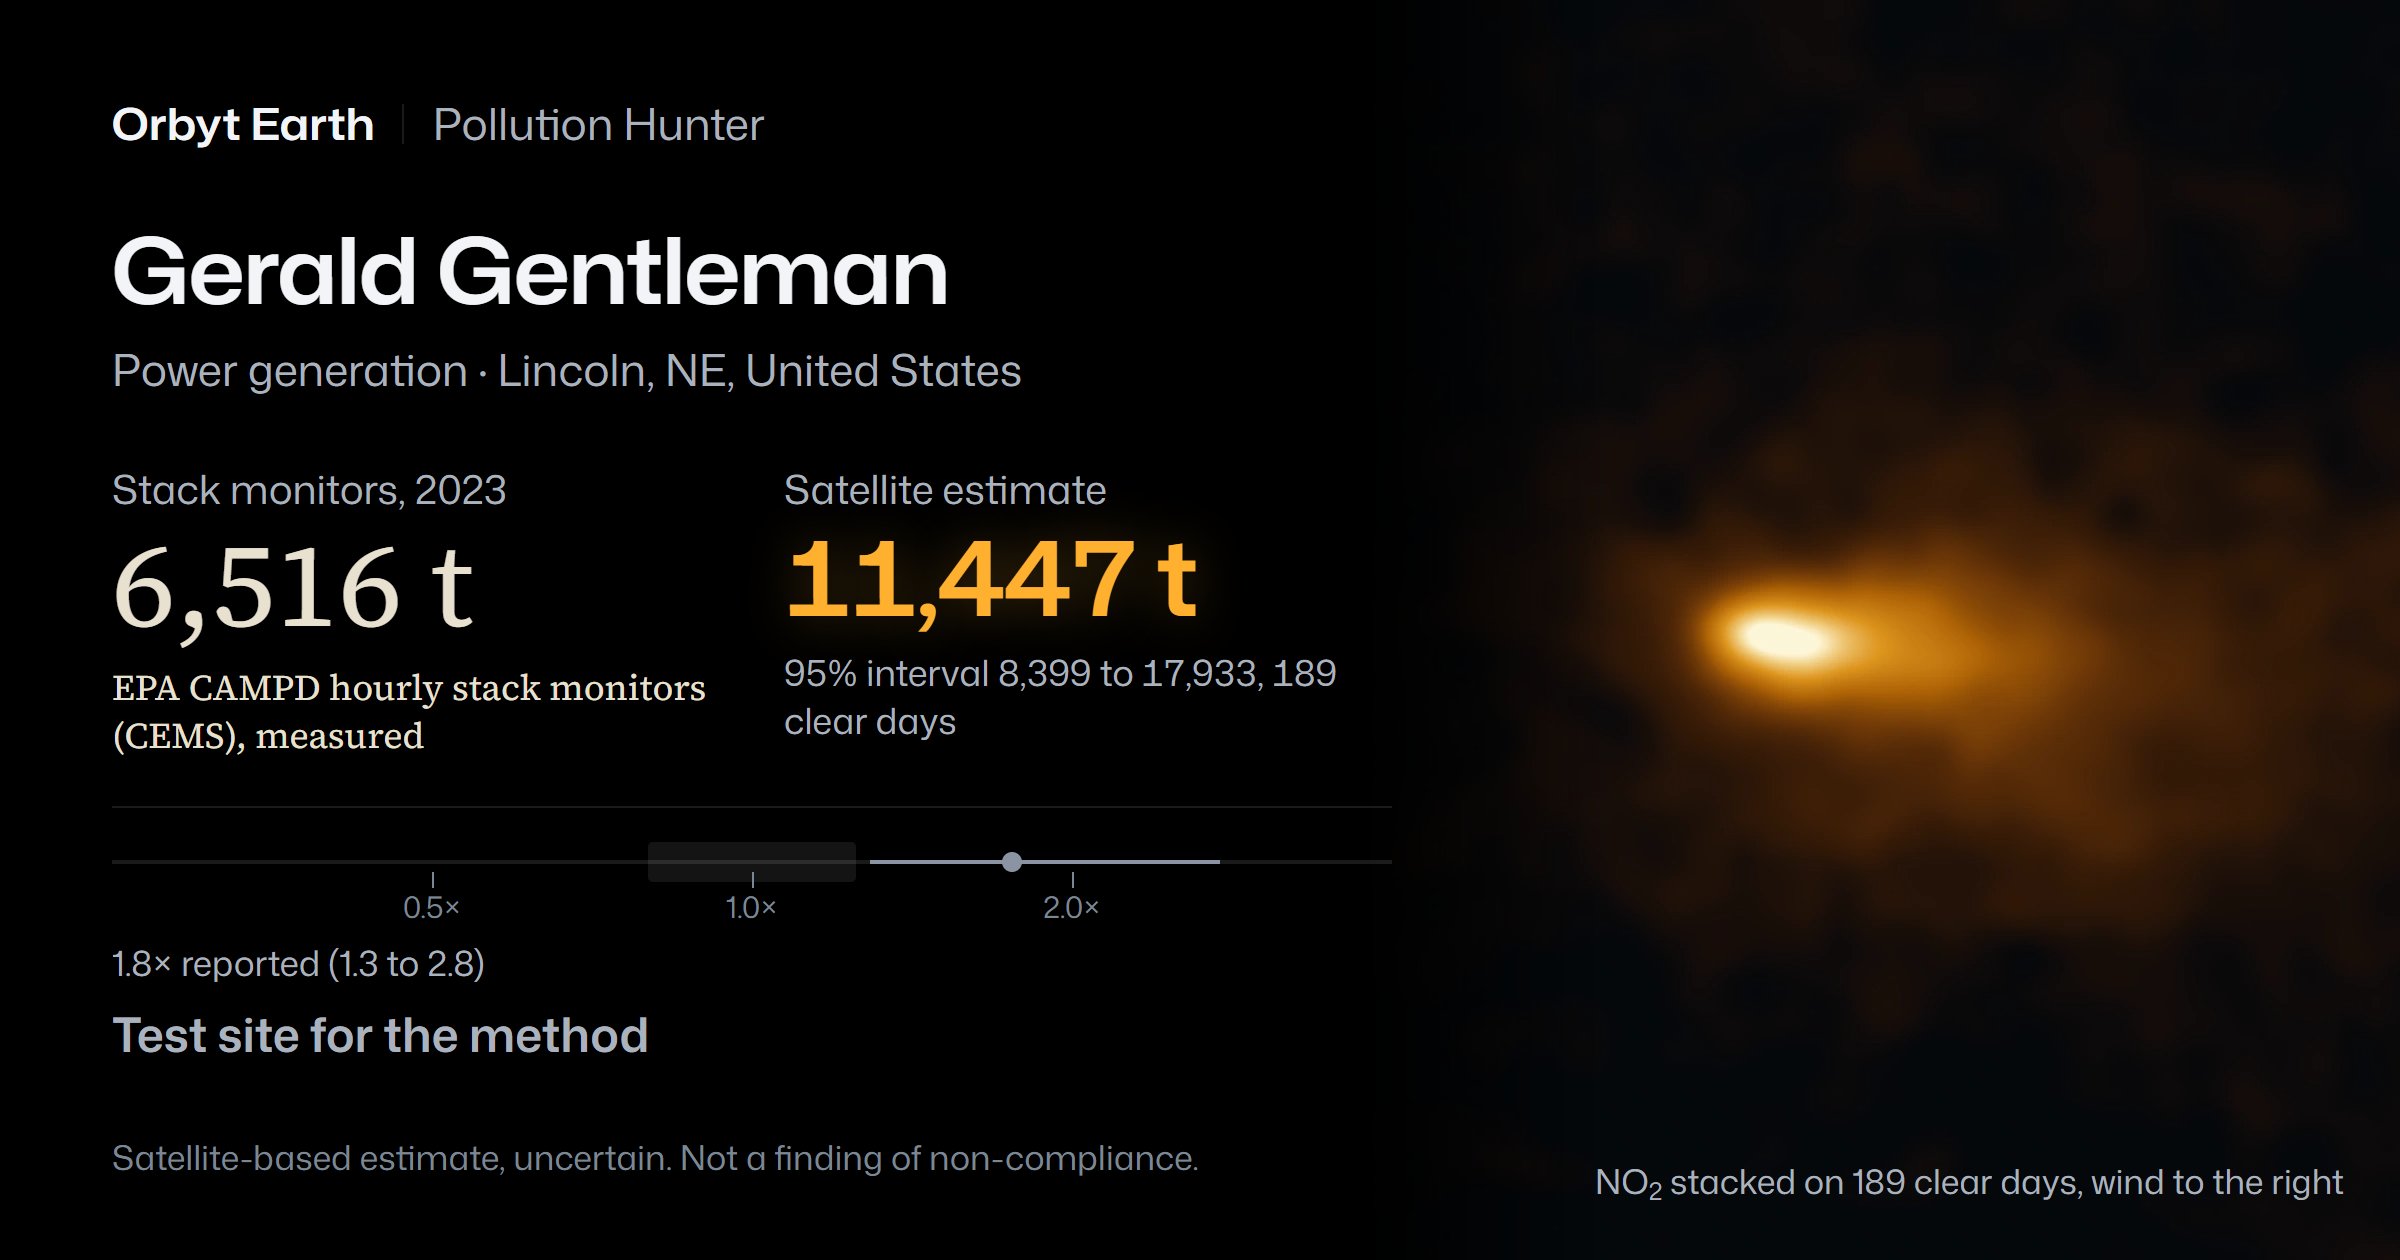 Orbyt Earth | Pollution Hunter
Gerald Gentleman
Power generation · Lincoln, NE, United States
Stack monitors, 2023
6,516 t
EPA CAMPD hourly stack monitors
(CEMS), measured
Satellite estimate
11,447 t
95% interval 8,399 to 17,933, 189
clear days
0.5× 1.0× 2.0×
1.8× reported (1.3 to 2.8)
Test site for the method
Satellite-based estimate, uncertain. Not a finding of non-compliance.
NO₂ stacked on 189 clear days, wind to the right